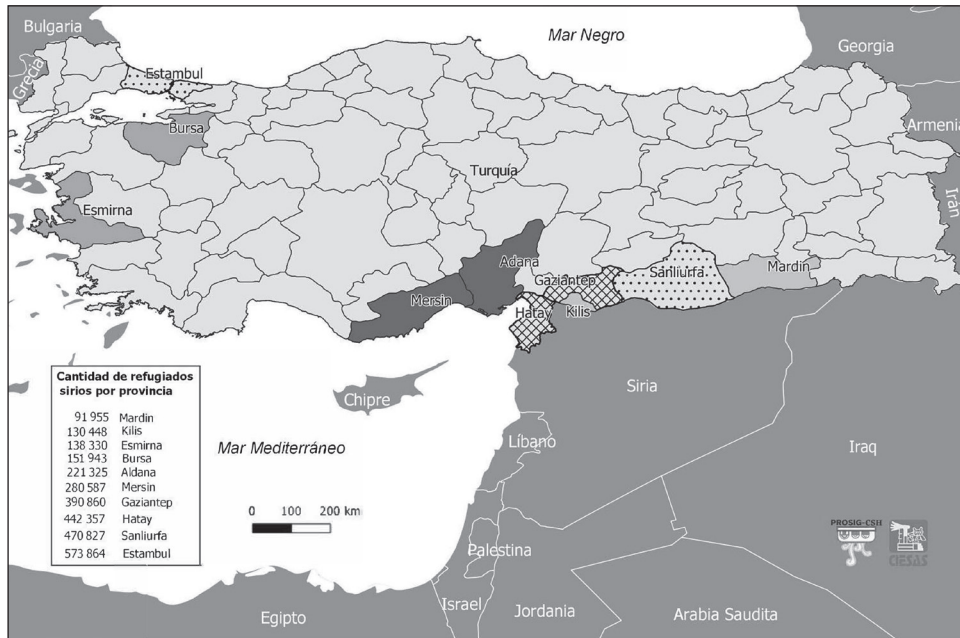 Bulgaria
Mar Negro
Georgia
Grecia
Estambul
Armenia
Bursa
Turquía
Irán
Esmirna
Adana
Mardin
Sanliurfa
Gaziantep
Mersin
Hatay
Kilis
Siria
Cantidad de refugiados
sirios por provincia
91 955 Mardin
130 448 Kilis
138 330 Esmirna
151 943 Bursa
221 325 Aldana
280 587 Mersin
390 860 Gaziantep
442 357 Hatay
470 827 Sanliurfa
573 864 Estambul
Chipre
Mar Mediterráneo
Líbano
Iraq
0 100 200 km
PROSIG-CSH
CIESAS
Palestina
Israel
Jordania
Arabia Saudita
Egipto